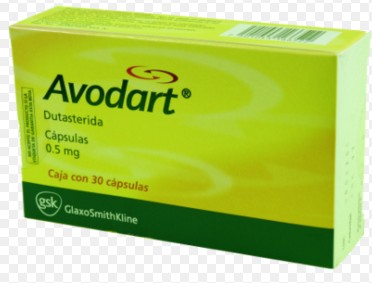 Avodart®
Dutasterida
Cápsulas
0.5 mg
Caja con 30 cápsulas
gsk GlaxoSmithKline